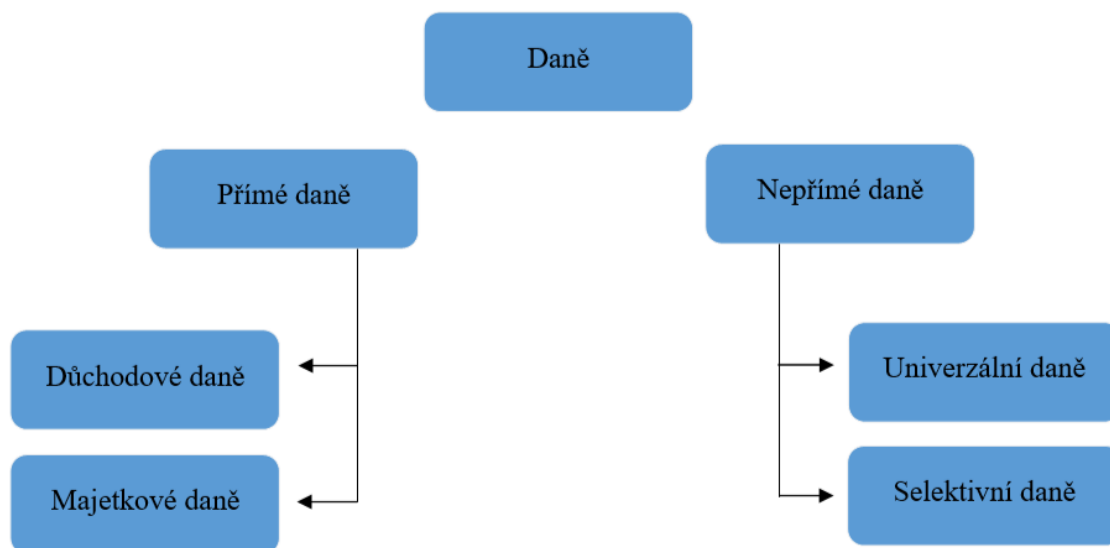 Daně
Přímé daně
Nepřímé daně
Důchodové daně
Univerzální daně
Majetkové daně
Selektivní daně